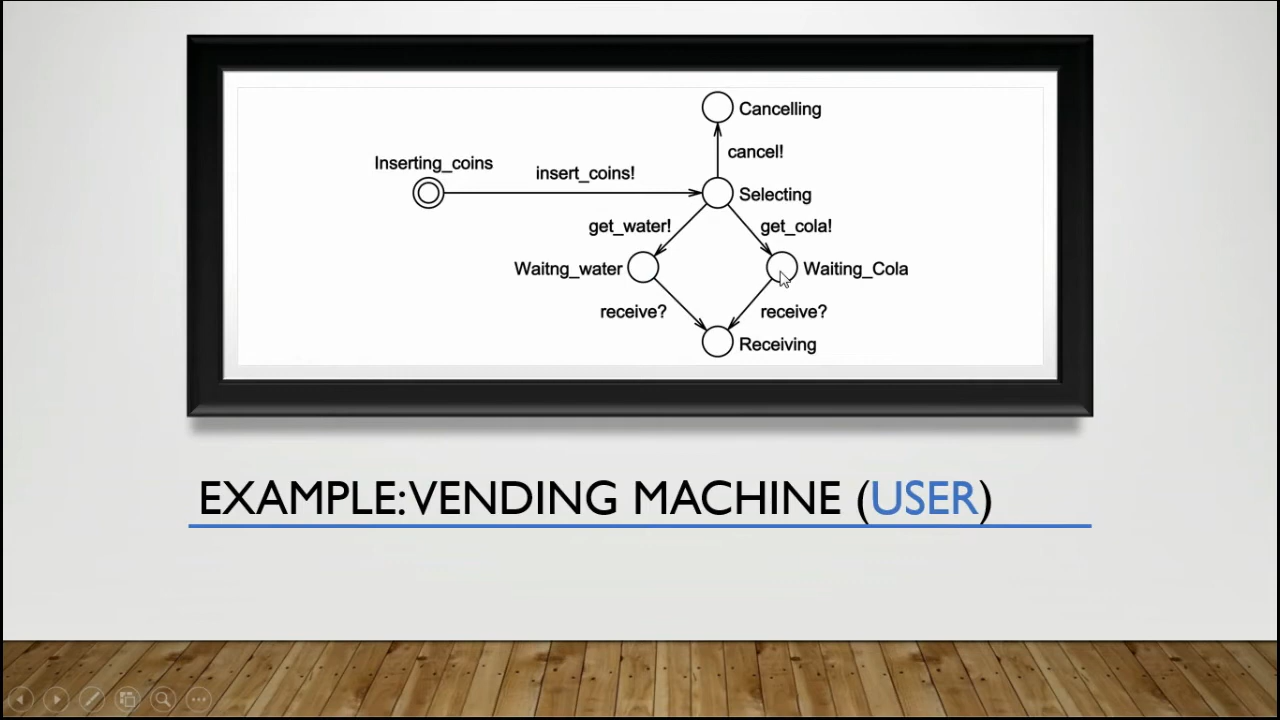 Cancelling
cancel!
Inserting_coins
insert_coins!
Selecting
get_water!
get_cola!
Waitng_water
Waiting_Cola
receive?
receive?
Receiving
EXAMPLE:VENDING MACHINE (USER)